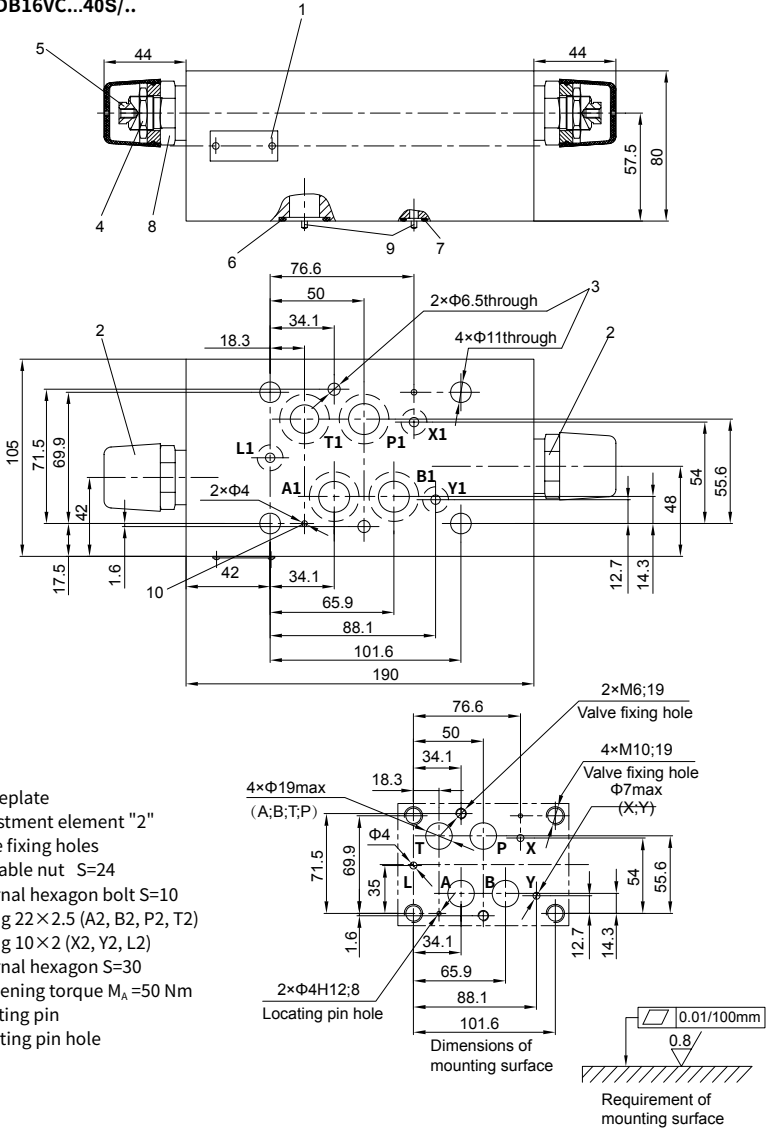 DB16VC...40S/..
1
5
44
44
57.5
80
4
8
6
9
7
76.6
50
34.1
18.3
2×Φ6.5through
3
4×Φ11through
2
2
105
71.5
69.9
L1
T1
P1
X1
A1
B1
Y1
2×Φ4
42
17.5
1.6
10
42
34.1
65.9
88.1
101.6
190
48
54
55.6
12.7
14.3
2×M6;19
Valve fixing hole
76.6
50
34.1
18.3
4×M10;19
Valve fixing hole
4×Φ19max
(A;B;T;P)
Φ7max
(X;Y)
Φ4
T
P
X
L
A
B
Y
71.5
69.9
35
1.6
54
55.6
12.7
14.3
34.1
65.9
88.1
101.6
2×Φ4H12;8
Locating pin hole
Dimensions of
mounting surface
0.01/100mm
0.8
Requirement of
mounting surface
eplate
stment element "2"
e fixing holes
able nut S=24
rnal hexagon bolt S=10
g 22×2.5 (A2, B2, P2, T2)
g 10×2 (X2, Y2, L2)
rnal hexagon S=30
ening torque MA =50 Nm
ting pin
ting pin hole